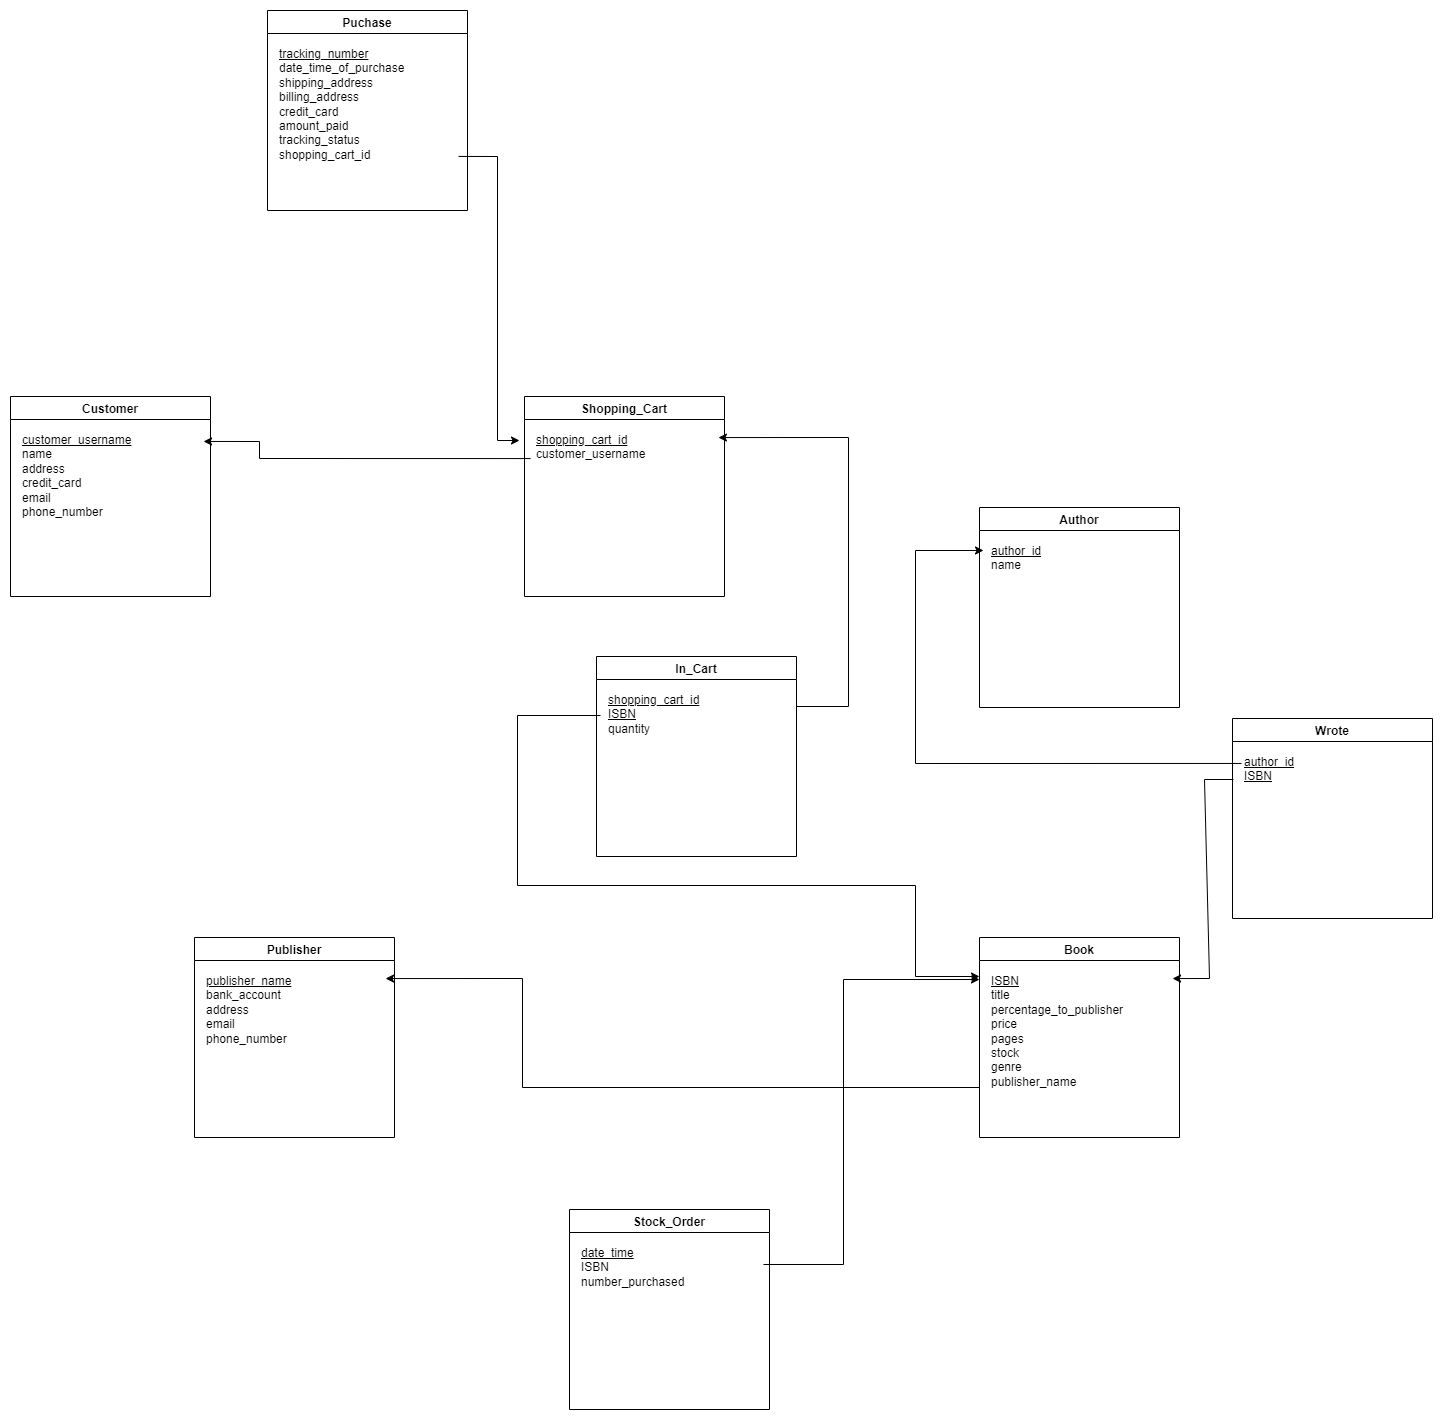 Puchase
tracking_number
date_time_of_purchase
shipping_address
billing_address
credit_card
amount_paid
tracking_status
shopping_cart_id
Customer
customer_username
name
address
credit_card
email
phone_number
Shopping_Cart
shopping_cart_id
customer_username
Author
author_id
name
In_Cart
shopping_cart_id
ISBN
quantity
Wrote
author_id
ISBN
Publisher
publisher_name
bank_account
address
email
phone_number
Book
ISBN
title
percentage_to_publisher
price
pages
stock
genre
publisher_name
Stock_Order
date_time
ISBN
number_purchased